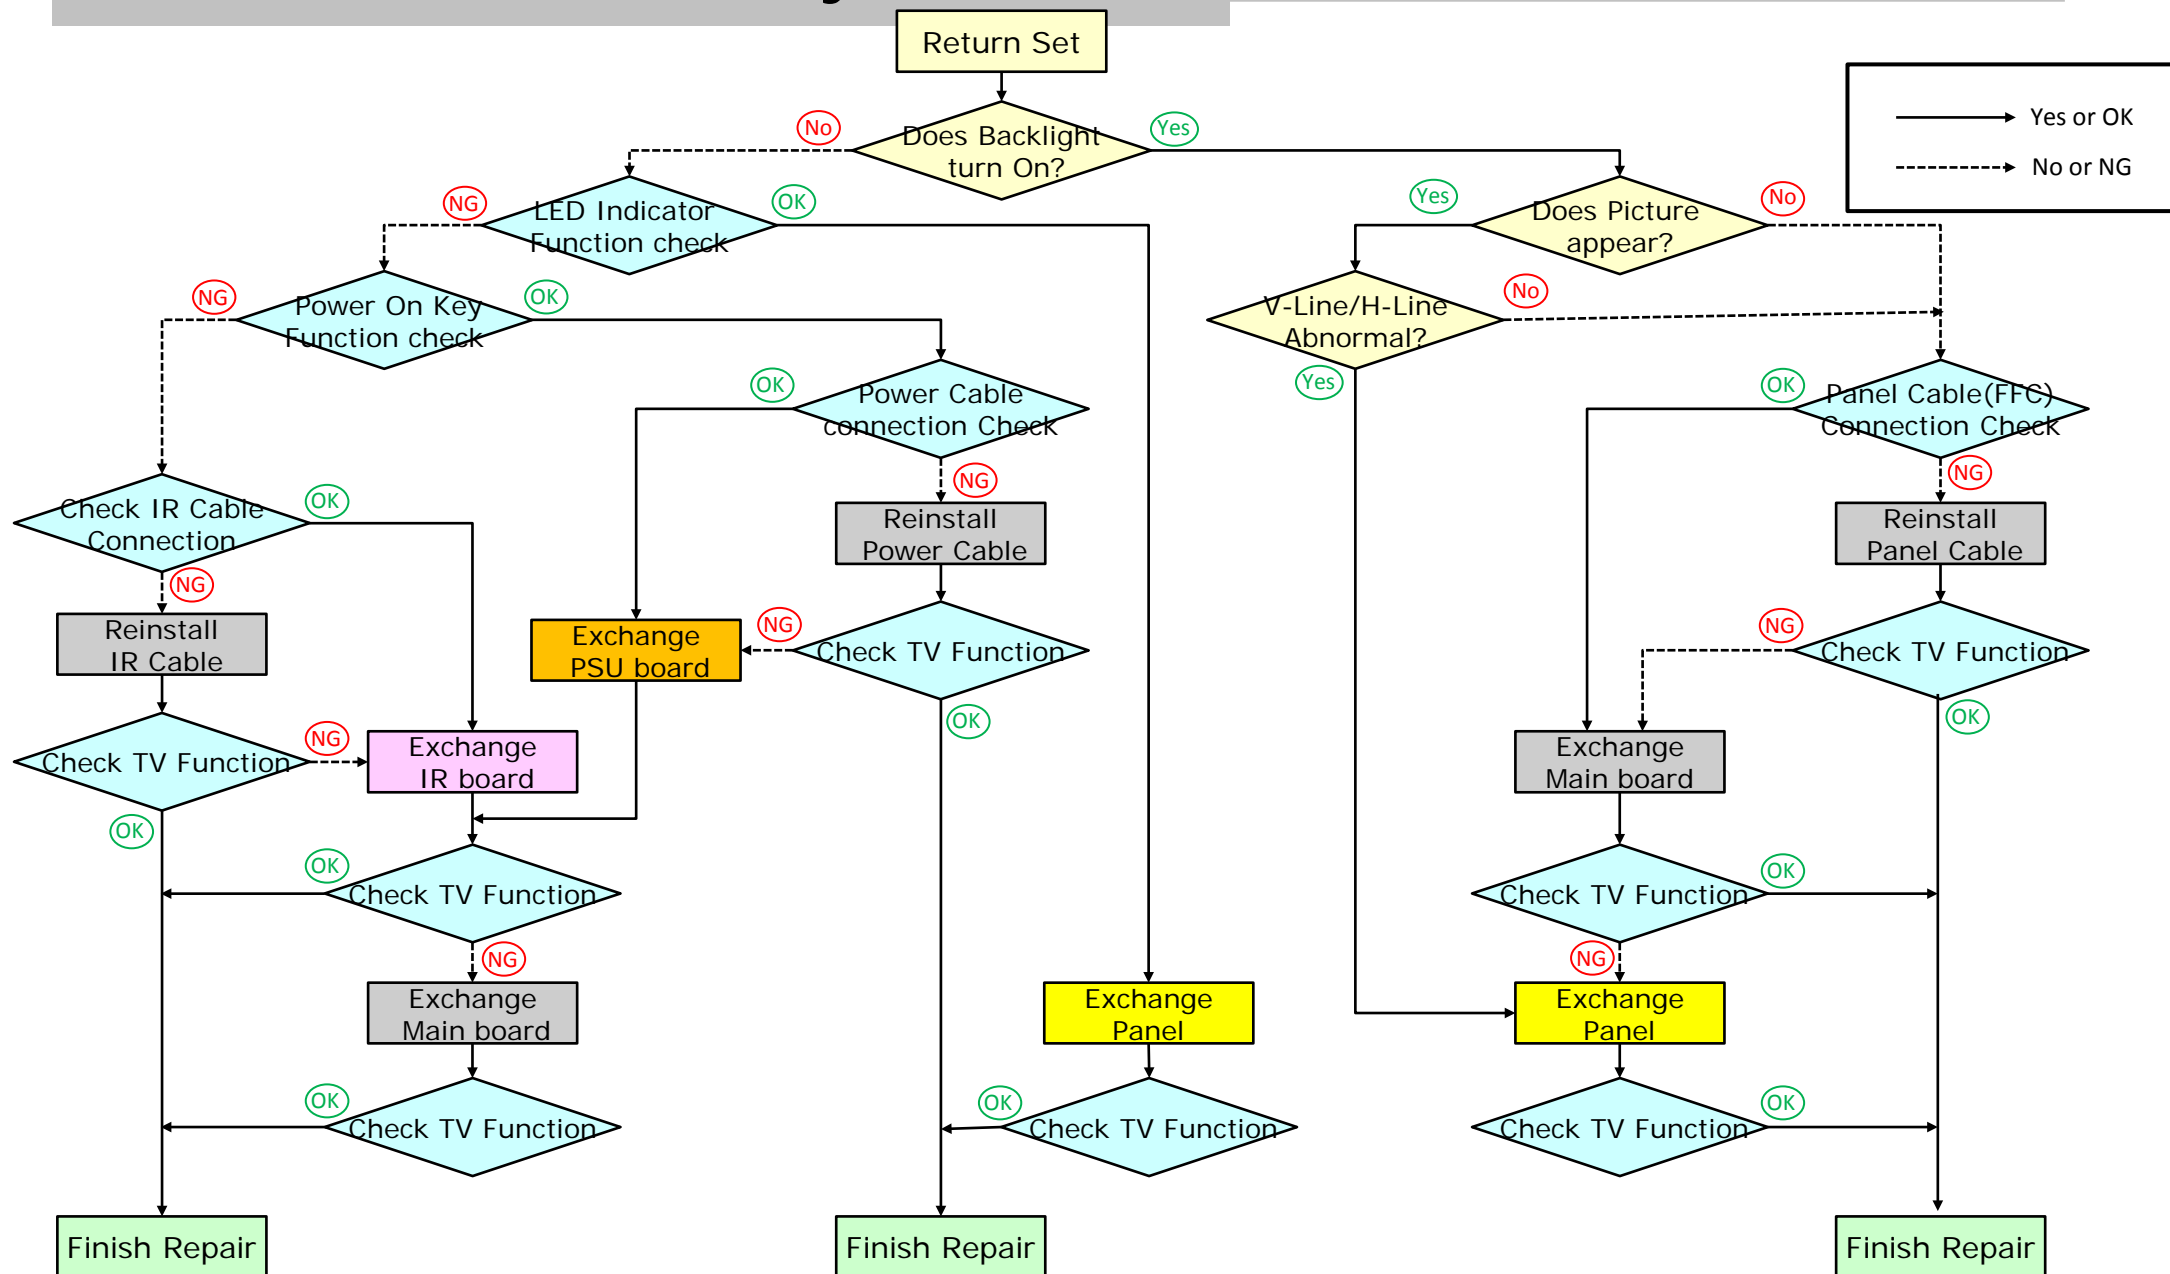 Return Set
Yes or OK
No or NG
No
Does Backlight
turn On?
Yes
NG
LED Indicator
Function check
OK
Yes
Does Picture
appear?
No
NG
Power On Key
Function check
OK
V-Line/H-Line
Abnormal?
No
Yes
OK
Power Cable
connection Check
NG
OK
Panel Cable(FFC)
Connection Check
NG
Check IR Cable
Connection
OK
NG
Reinstall
Power Cable
Reinstall
Panel Cable
Reinstall
IR Cable
Exchange
PSU board
NG
Check TV Function
OK
NG
Check TV Function
OK
Check TV Function
NG
OK
Exchange
IR board
Exchange
Main board
OK
Check TV Function
NG
Check TV Function
OK
NG
Exchange
Main board
Exchange
Panel
Exchange
Panel
OK
Check TV Function
OK
Check TV Function
Check TV Function
OK
Finish Repair
Finish Repair
Finish Repair